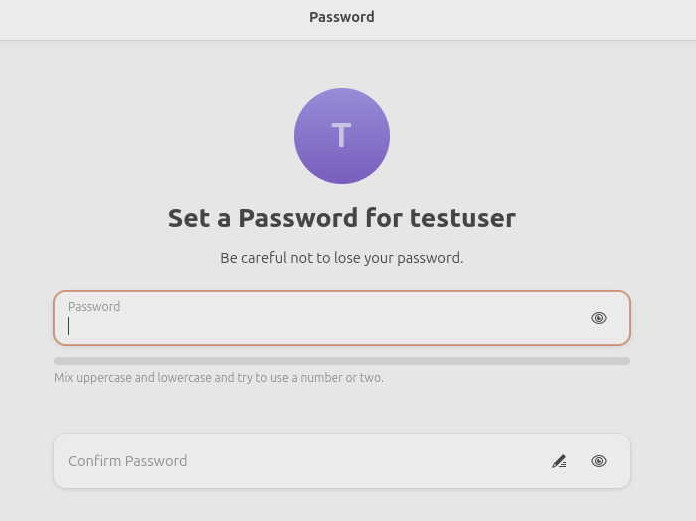 Password
T
Set a Password for testuser
Be careful not to lose your password.
Password
Mix uppercase and lowercase and try to use a number or two.
Confirm Password